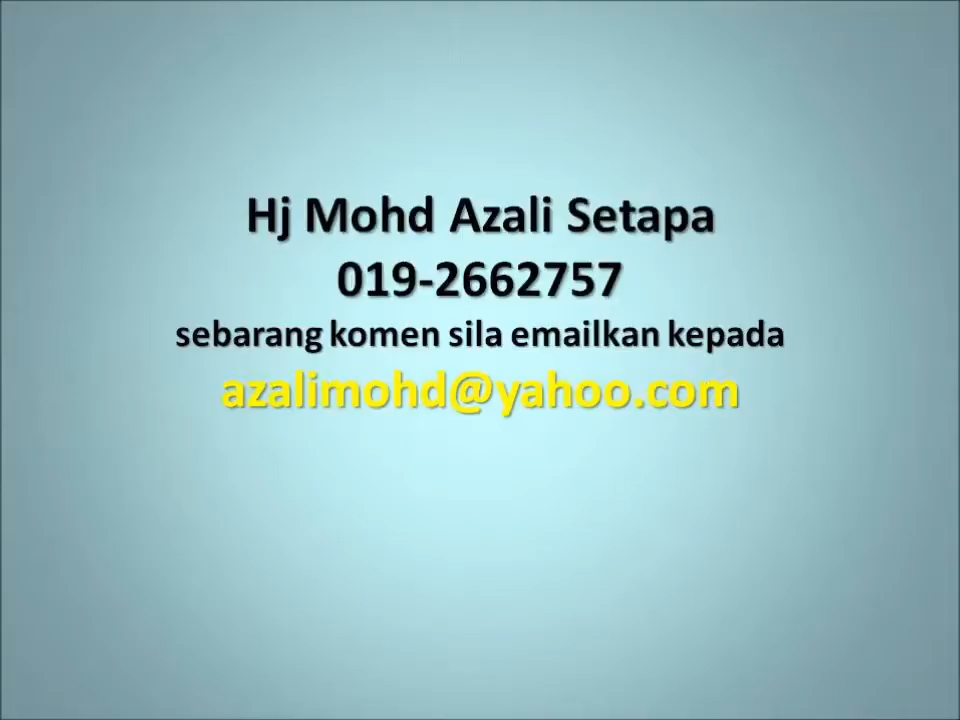 Hj Mohd Azali Setapa
019-2662757
sebarang komen sila emailkan kepada
azalimohd@yahoo.com